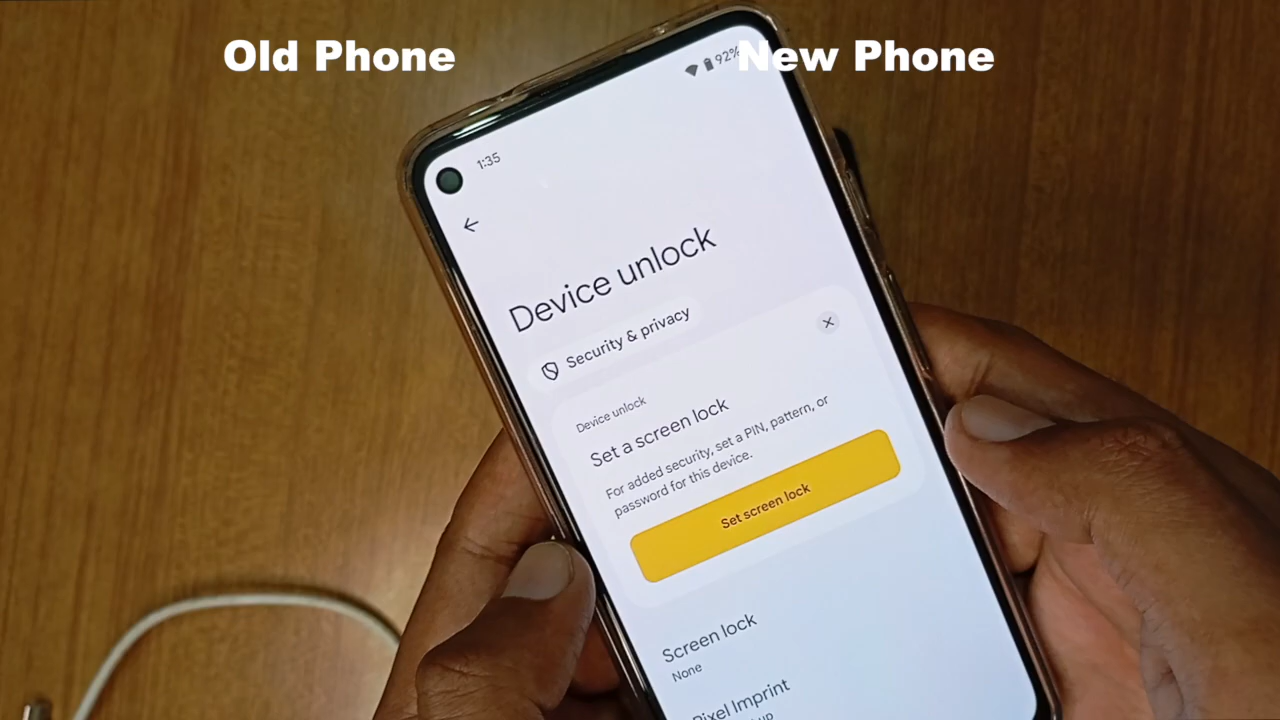 Old Phone
New Phone
92%
1:35
Device unlock
Security & privacy
Device unlock
Set a screen lock
For added security, set a PIN, pattern, or
password for this device.
Set screen lock
Screen lock
None
Pixel Imprint
up